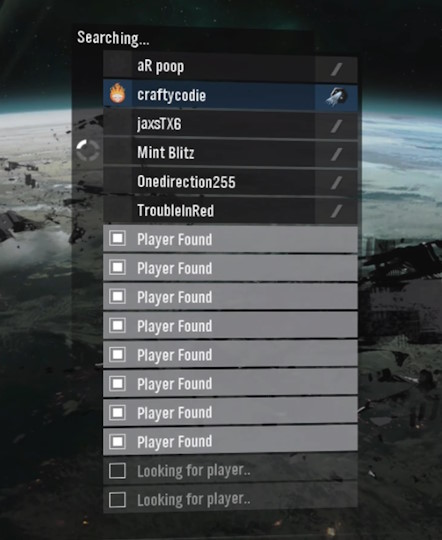 Searching...
aR poop
craftycodie
jaxsTX6
Mint Blitz
Onedirection255
TroubleInRed
Player Found
Player Found
Player Found
Player Found
Player Found
Player Found
Player Found
Player Found
Looking for player..
Looking for player..